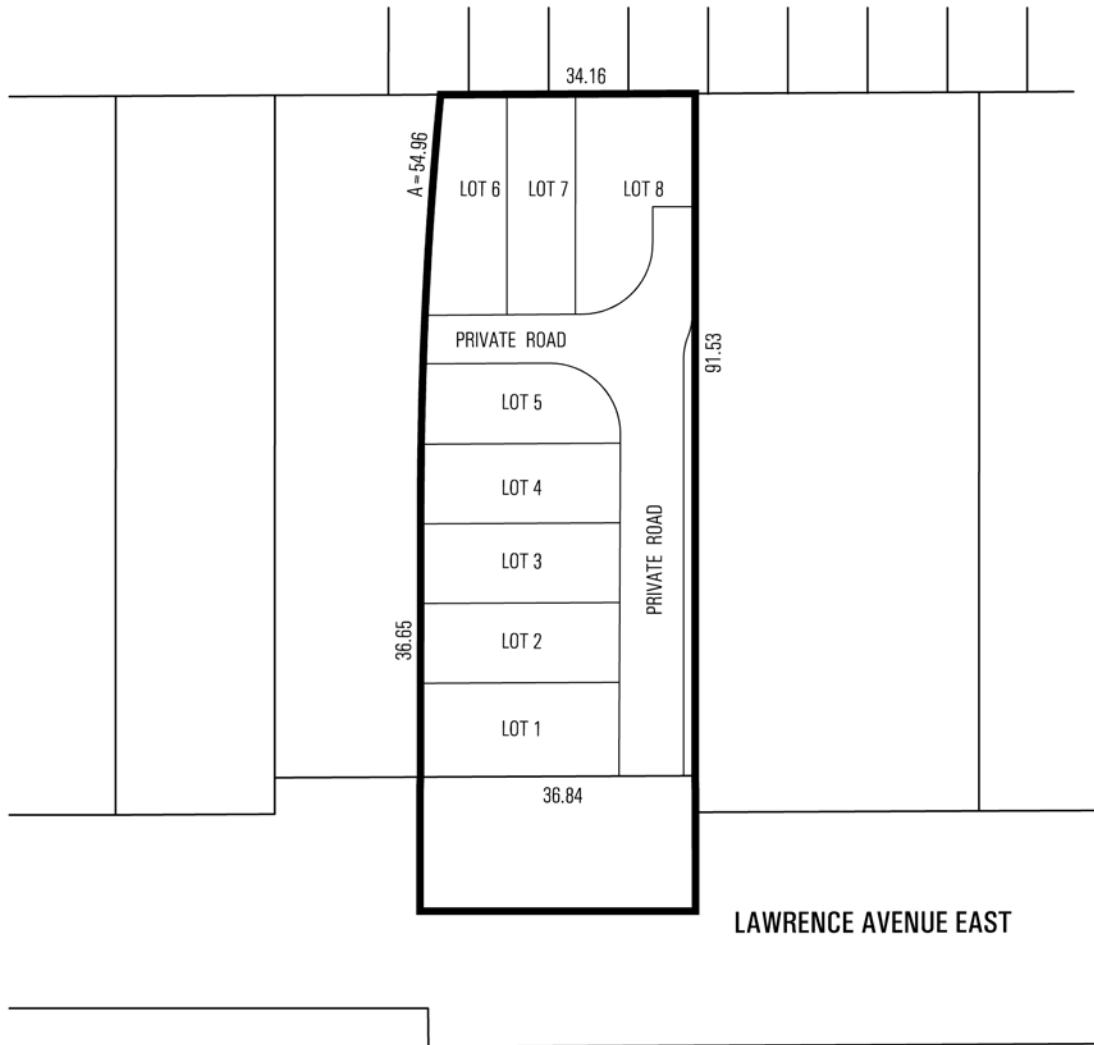 34.16
A = 54.96
LOT 6
LOT 7
LOT 8
PRIVATE ROAD
91.53
LOT 5
LOT 4
PRIVATE ROAD
LOT 3
36.65
LOT 2
LOT 1
36.84
LAWRENCE AVENUE EAST